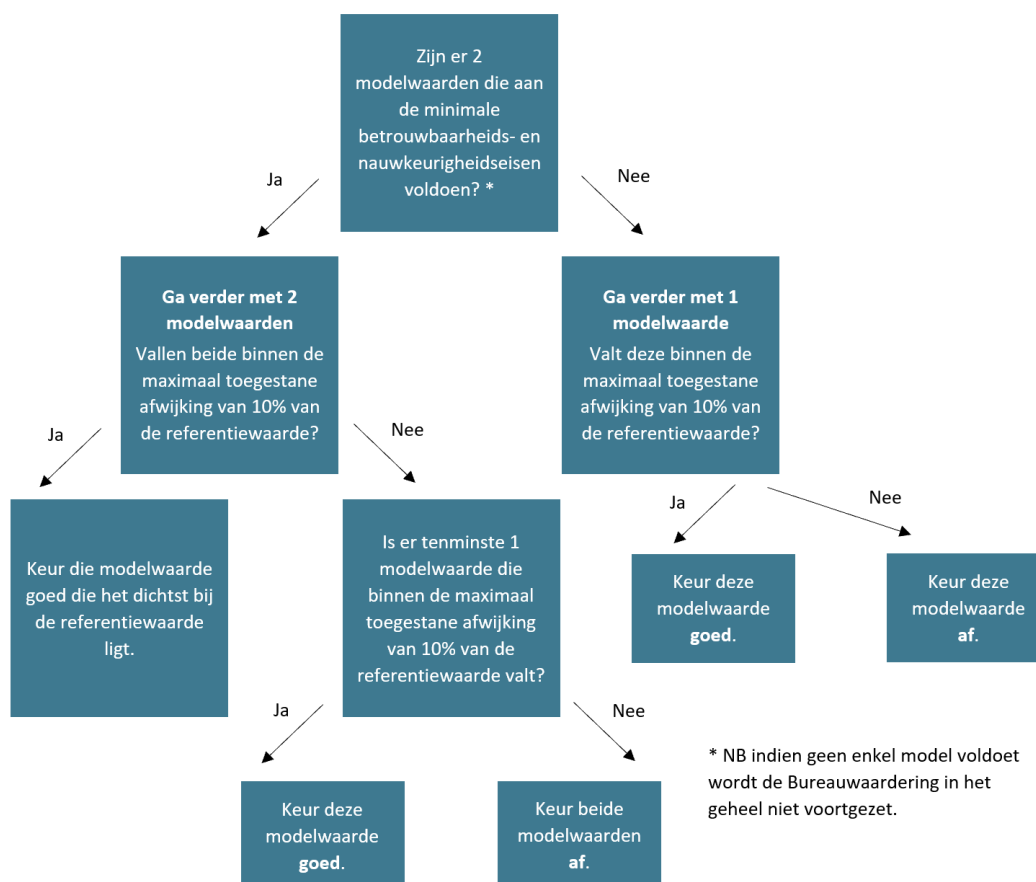 Zijn er 2
modelwaarden die aan
de minimale
betrouwbaarheids- en
nauwkeurigheidseisen
voldoen? *
Ja
Nee
Ga verder met 2
modelwaarden
Vallen beide binnen de
maximaal toegestane
afwijking van 10% van
de referentiewaarde?
Ga verder met 1
modelwaarde
Valt deze binnen de
maximaal toegestane
afwijking van 10% van
de referentiewaarde?
Ja
Nee
Ja
Nee
Keur die modelwaarde
goed die het dichtst bij
de referentiewaarde
ligt.
Is er tenminste 1
modelwaarde die
binnen de maximaal
toegestane afwijking
van 10% van de
referentiewaarde valt?
Keur deze
modelwaarde
goed.
Keur deze
modelwaarde
af.
Ja
Nee
Keur deze
modelwaarde
goed.
Keur beide
modelwaarden
af.
* NB indien geen enkel model voldoet
wordt de Bureauwaardering in het
geheel niet voortgezet.